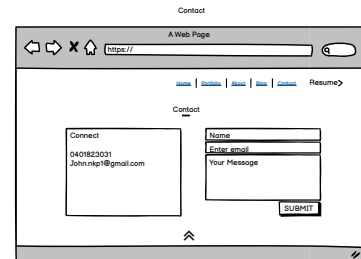 Contact
A Web Page
https://
Home | Portfolio | About | Blog | Contact Resume>
Contact
Connect
0401823031
John.nkp1@gmail.com
Name
Enter email
Your Message
SUBMIT